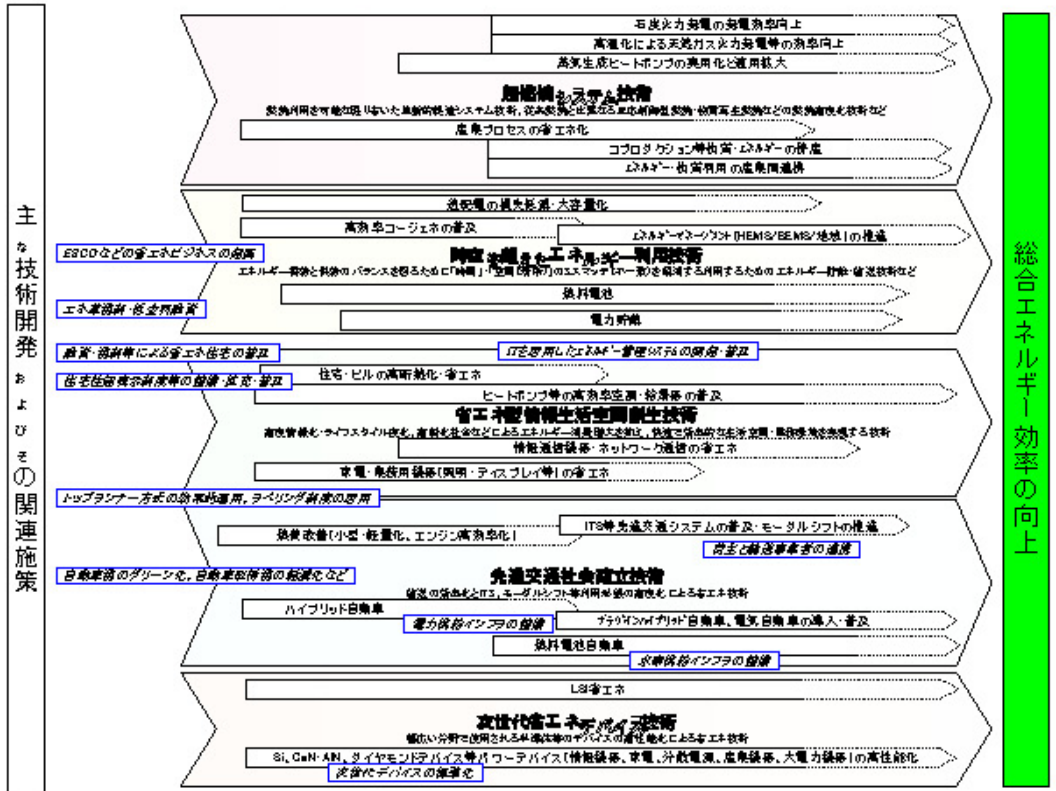 主な技術開発およびその関連施策
石炭火力発電の発電熱率向上
高温化による天然ガス火力発電等の熱率向上
蒸気生成ヒートポンプの実用化と適用拡大
超燃焼システム技術
産業プロセスの省エネ化
コプロダクション等物質・エネルギーの併産
エネルギー・物質利用の産業間連携
送配電の損失低減・大容量化
高熱率コージェネの普及
エネルギーマネージメント(HEMS/BEMS/地域)の推進
ESCOなどの省エネビジネスの展開
時空を超えたエネルギー利用技術
燃料電池
電力貯蔵
融資・税制等による省エネ住宅の普及
ITを活用したエネルギー管理システムの開発・普及
住宅性能表示制度等の整備・拡充・普及
住宅・ビルの高断熱化・省エネ
ヒートポンプ等の高熱率空調・給湯器の普及
省エネ型情報生活空間創生技術
情報通信機器・ネットワーク通信の省エネ
家電・業務用機器(照明・ディスプレイ等)の省エネ
トップランナー方式の効率的運用，ラベリング制度の活用
ITS等先進交通システムの普及・モーダルシフトの推進
燃費改善(小型・軽量化、エンジン高熱率化)
荷主と輸送事業者の連携
自動車税のグリーン化，自動車取得税の軽減化など
先進交通社会確立技術
ハイブリッド自動車
電力供給インフラの整備
プラグインハイブリッド自動車、電気自動車の導入・普及
燃料電池自動車
水素供給インフラの整備
LSI省エネ
次世代省エネデバイス技術
幅広い分野で使用される半導体等のデバイスの高性能化による省エネ技術
Si、GaN・AlN、ダイヤモンドデバイス等パワーデバイス(情報機器、家電、分散電源、産業機器、大電力機器)の高性能化
次世代デバイスの標準化
総合エネルギー効率の向上